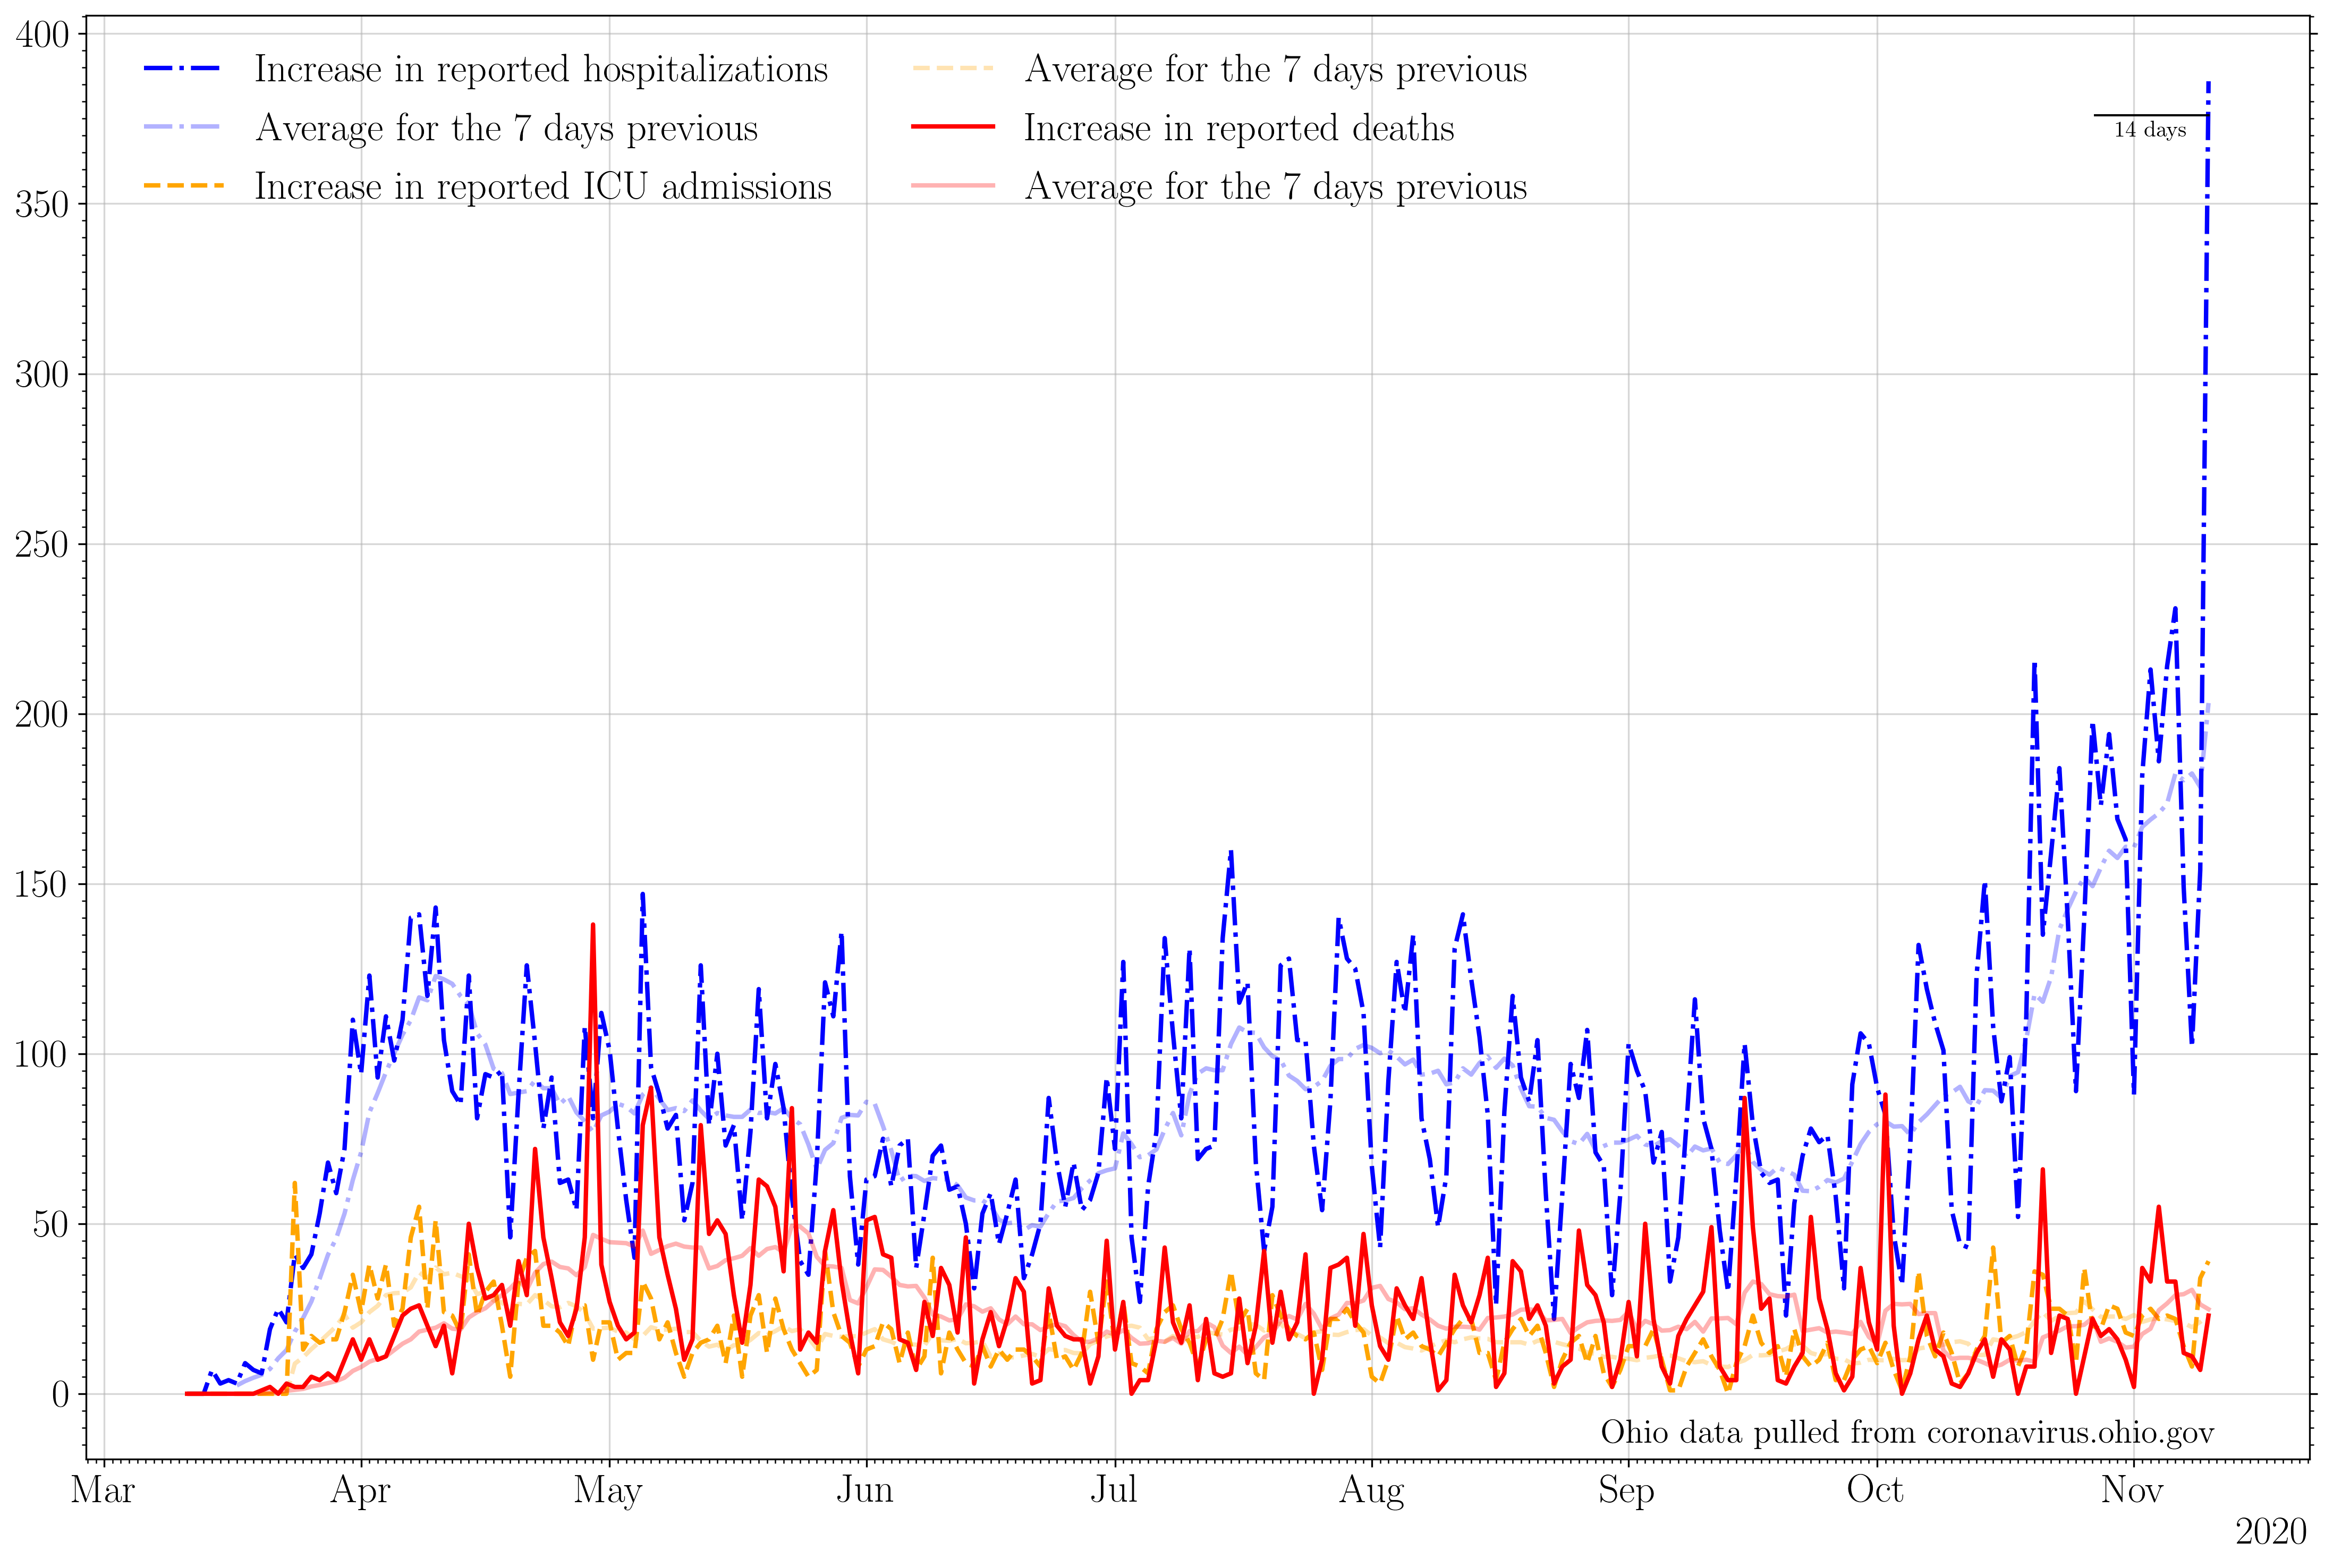 400
350
300
250
200
150
100
50
0
Increase in reported hospitalizations
Average for the 7 days previous
Increase in reported ICU admissions
Average for the 7 days previous
Increase in reported deaths
Average for the 7 days previous
14 days
Ohio data pulled from coronavirus.ohio.gov
Mar Apr May Jun Jul Aug Sep Oct Nov
2020